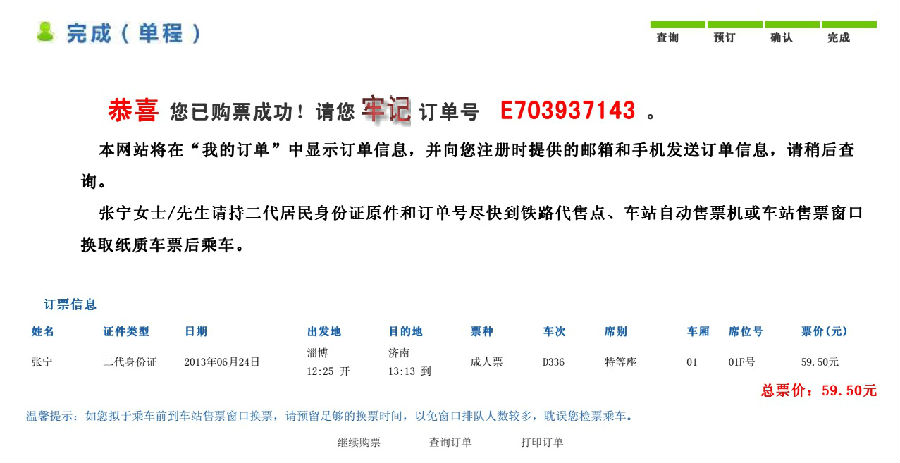 完成（单程）
查询 预订 确认 完成
恭喜 您已购票成功！请您 牢记 订单号 E703937143 。
本网站将在“我的订单”中显示订单信息，并向您注册时提供的邮箱和手机发送订单信息，请稍后查
询。
张宁女士/先生请持二代居民身份证原件和订单号尽快到铁路代售点、车站自动售票机或车站售票窗口
换取纸质车票后乘车。
订票信息
姓名 证件类型 日期 出发地 目的地 票种 车次 席别 车厢 席位号 票价(元)
张宁 二代身份证 2013年06月24日 淄博 济南 成人票 D336 特等座 01 01F号 59.50元
12:25 开 13:13 到
总票价：59.50元
温馨提示：如您拟于乘车前到车站售票窗口换票，请预留足够的换票时间，以免窗口排队人数较多，耽误您检票乘车。
继续购票 查询订单 打印订单